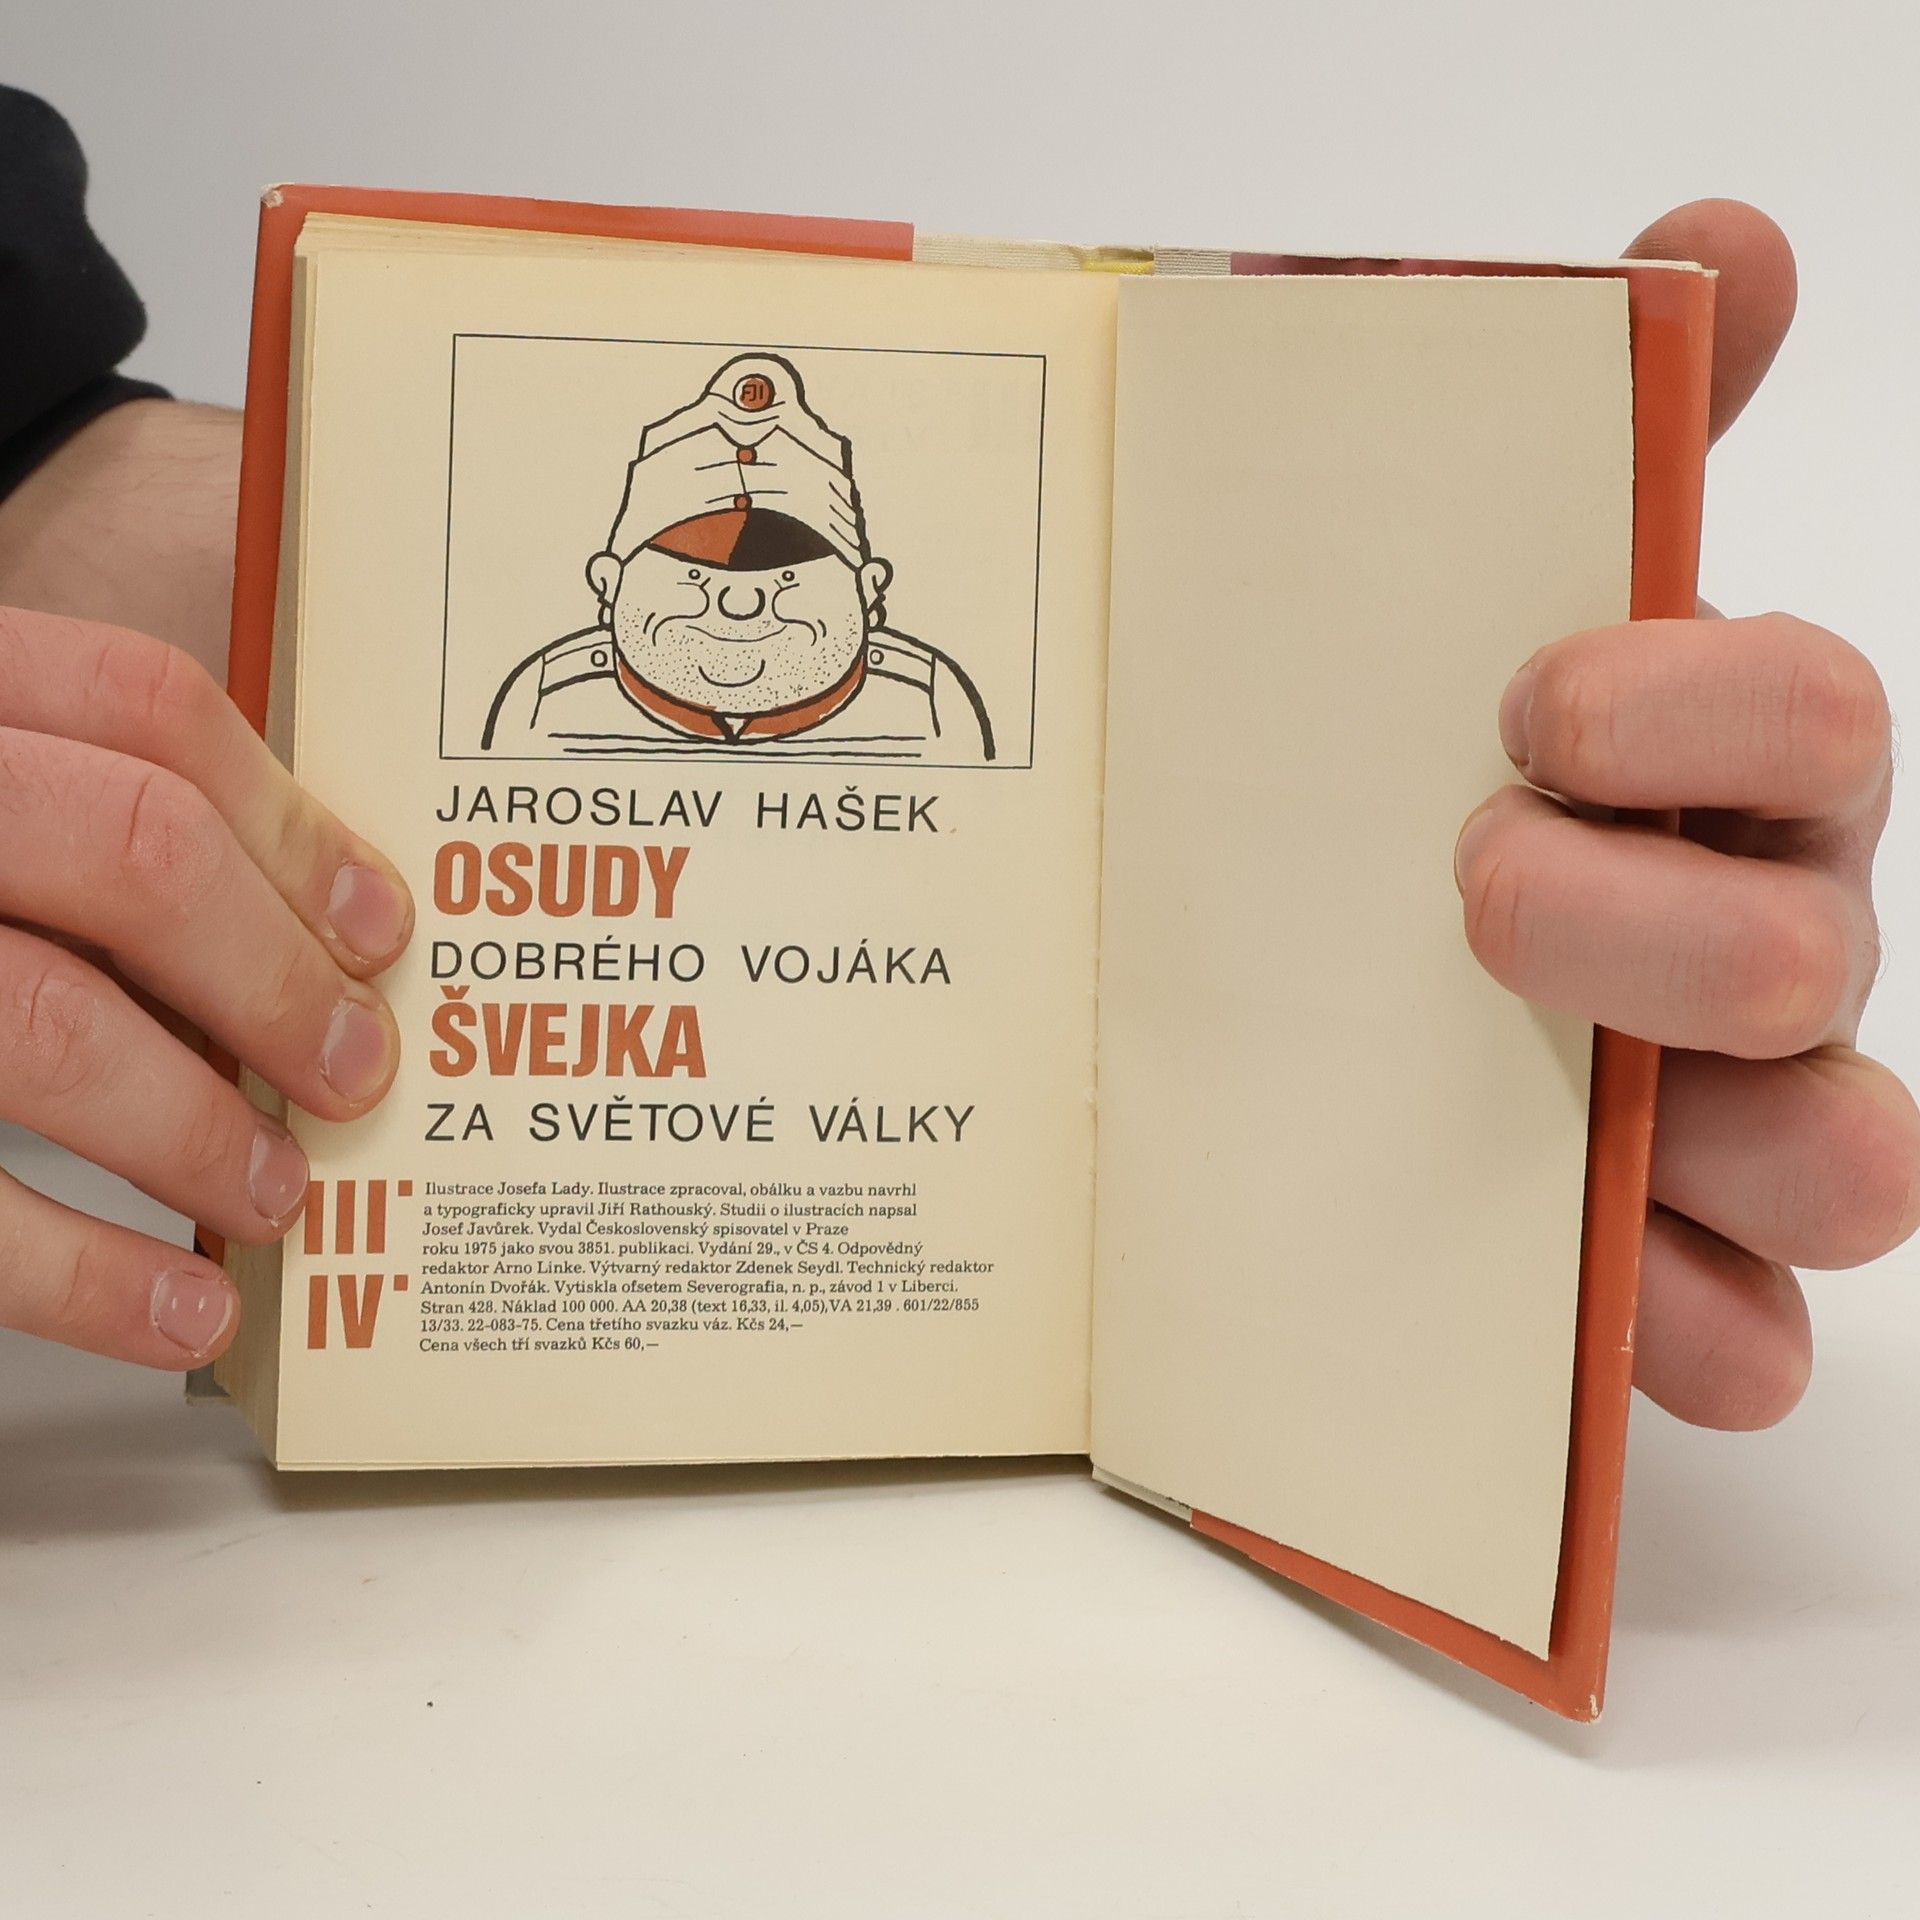 FJI
JAROSLAV HAŠEK
OSUDY
DOBRÉHO VOJÁKA
ŠVEJKA
ZA SVĚTOVÉ VÁLKY
III·
IV·
Ilustrace Josefa Lady. Ilustrace zpracoval, obálku a vazbu navrhl
a typograficky upravil Jiří Rathouský. Studii o ilustracích napsal
Josef Javůrek. Vydal Československý spisovatel v Praze
roku 1975 jako svou 3851. publikaci. Vydání 29., v ČS 4. Odpovědný
redaktor Arno Linke. Výtvarný redaktor Zdenek Seydl. Technický redaktor
Antonín Dvořák. Vytiskla ofsetem Severografia, n. p., závod 1 v Liberci.
Stran 428. Náklad 100 000. AA 20,38 (text 16,33, il. 4,05), VA 21,39 . 601/22/855
13/33. 22-083-75. Cena třetího svazku váz. Kčs 24,—
Cena všech tří svazků Kčs 60,—